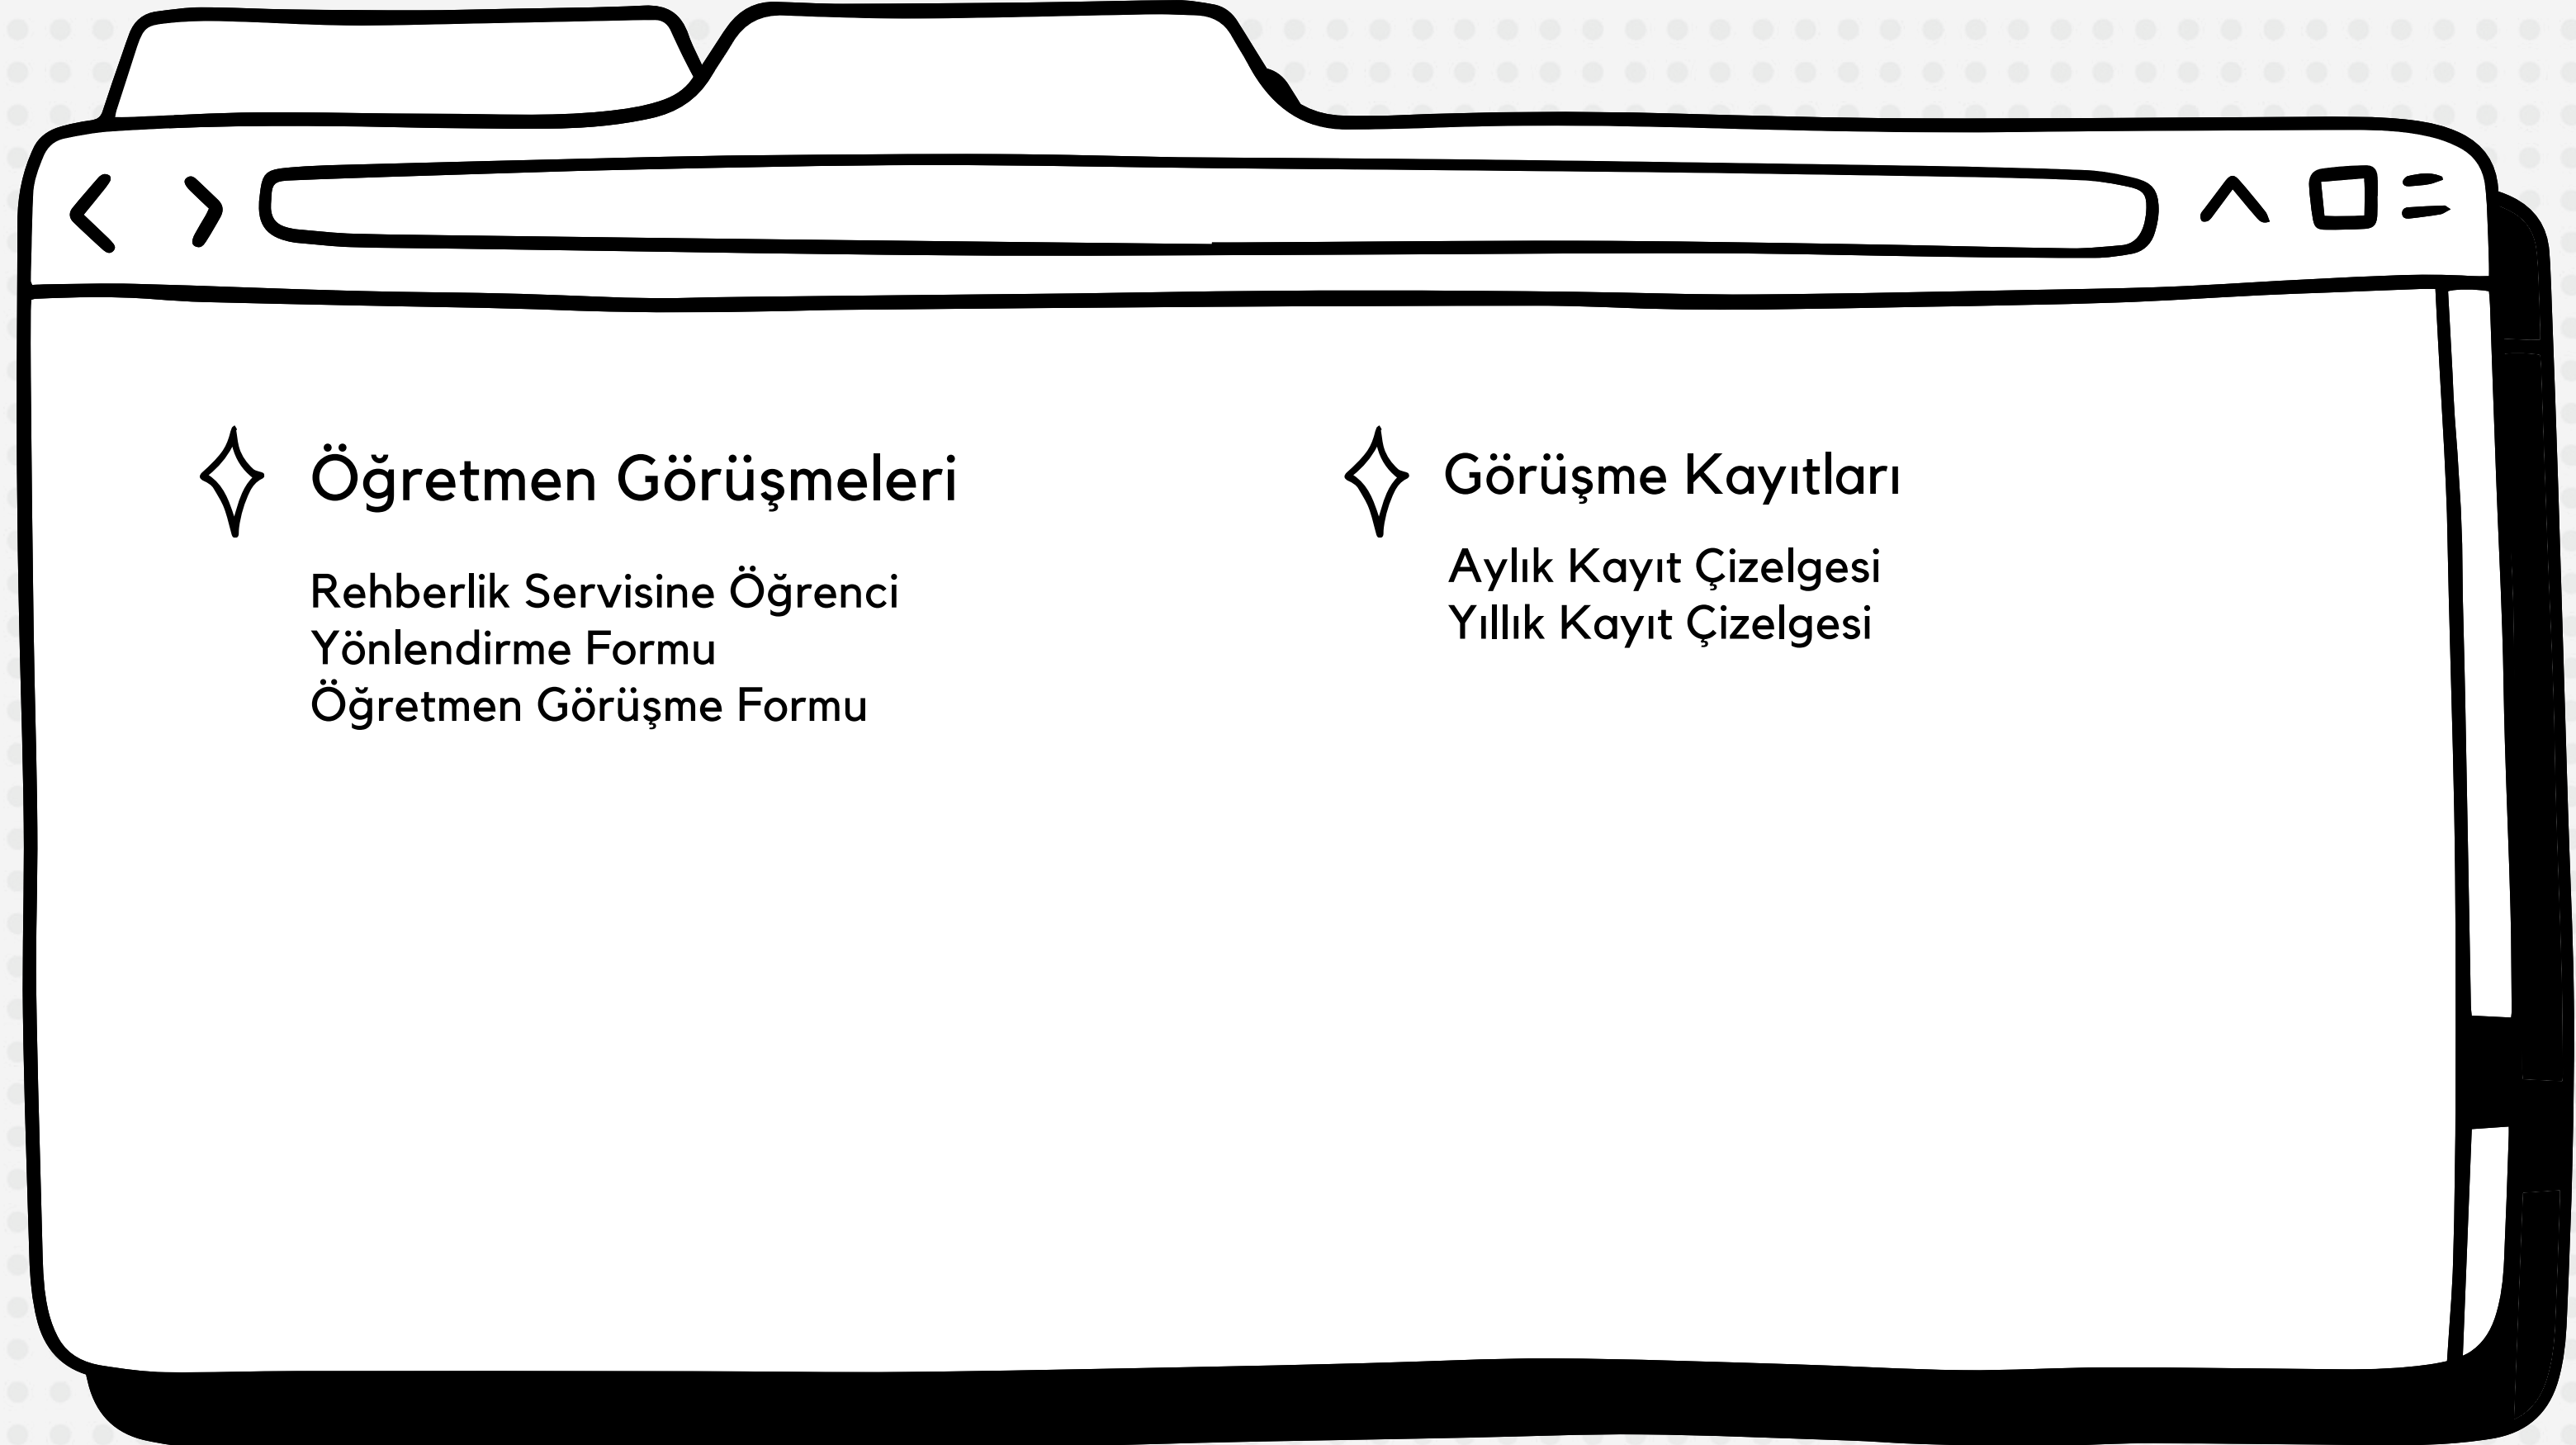 Öğretmen Görüşmeleri
Rehberlik Servisine Öğrenci
Yönlendirme Formu
Öğretmen Görüşme Formu
Görüşme Kayıtları
Aylık Kayıt Çizelgesi
Yıllık Kayıt Çizelgesi